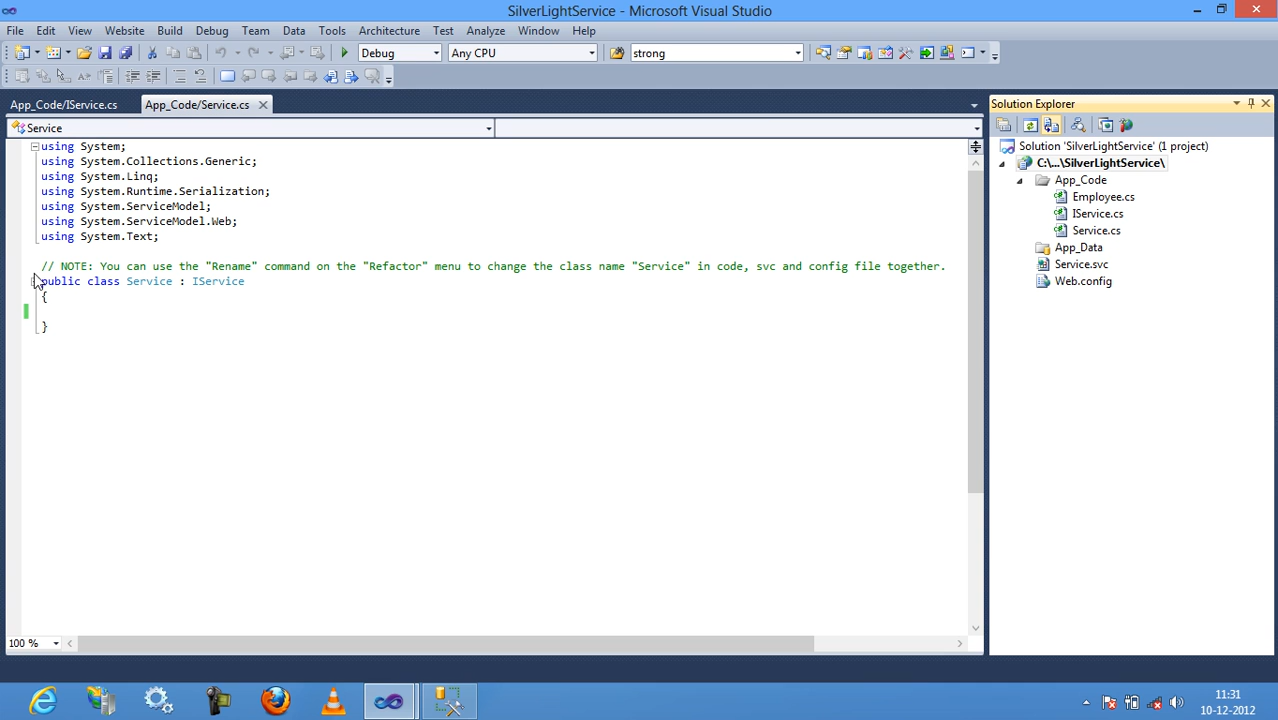 SilverLightService - Microsoft Visual Studio
File Edit View Website Build Debug Team Data Tools Architecture Test Analyze Window Help
Debug Any CPU strong
App_Code/IService.cs App_Code/Service.cs
Solution Explorer
Service
using System;
using System.Collections.Generic;
using System.Linq;
using System.Runtime.Serialization;
using System.ServiceModel;
using System.ServiceModel.Web;
using System.Text;
// NOTE: You can use the "Rename" command on the "Refactor" menu to change the class name "Service" in code, svc and config file together.
public class Service : IService
{
}
Solution 'SilverLightService' (1 project)
C:\...\SilverLightService\
App_Code
Employee.cs
IService.cs
Service.cs
App_Data
Service.svc
Web.config
100 %
11:31
10-12-2012